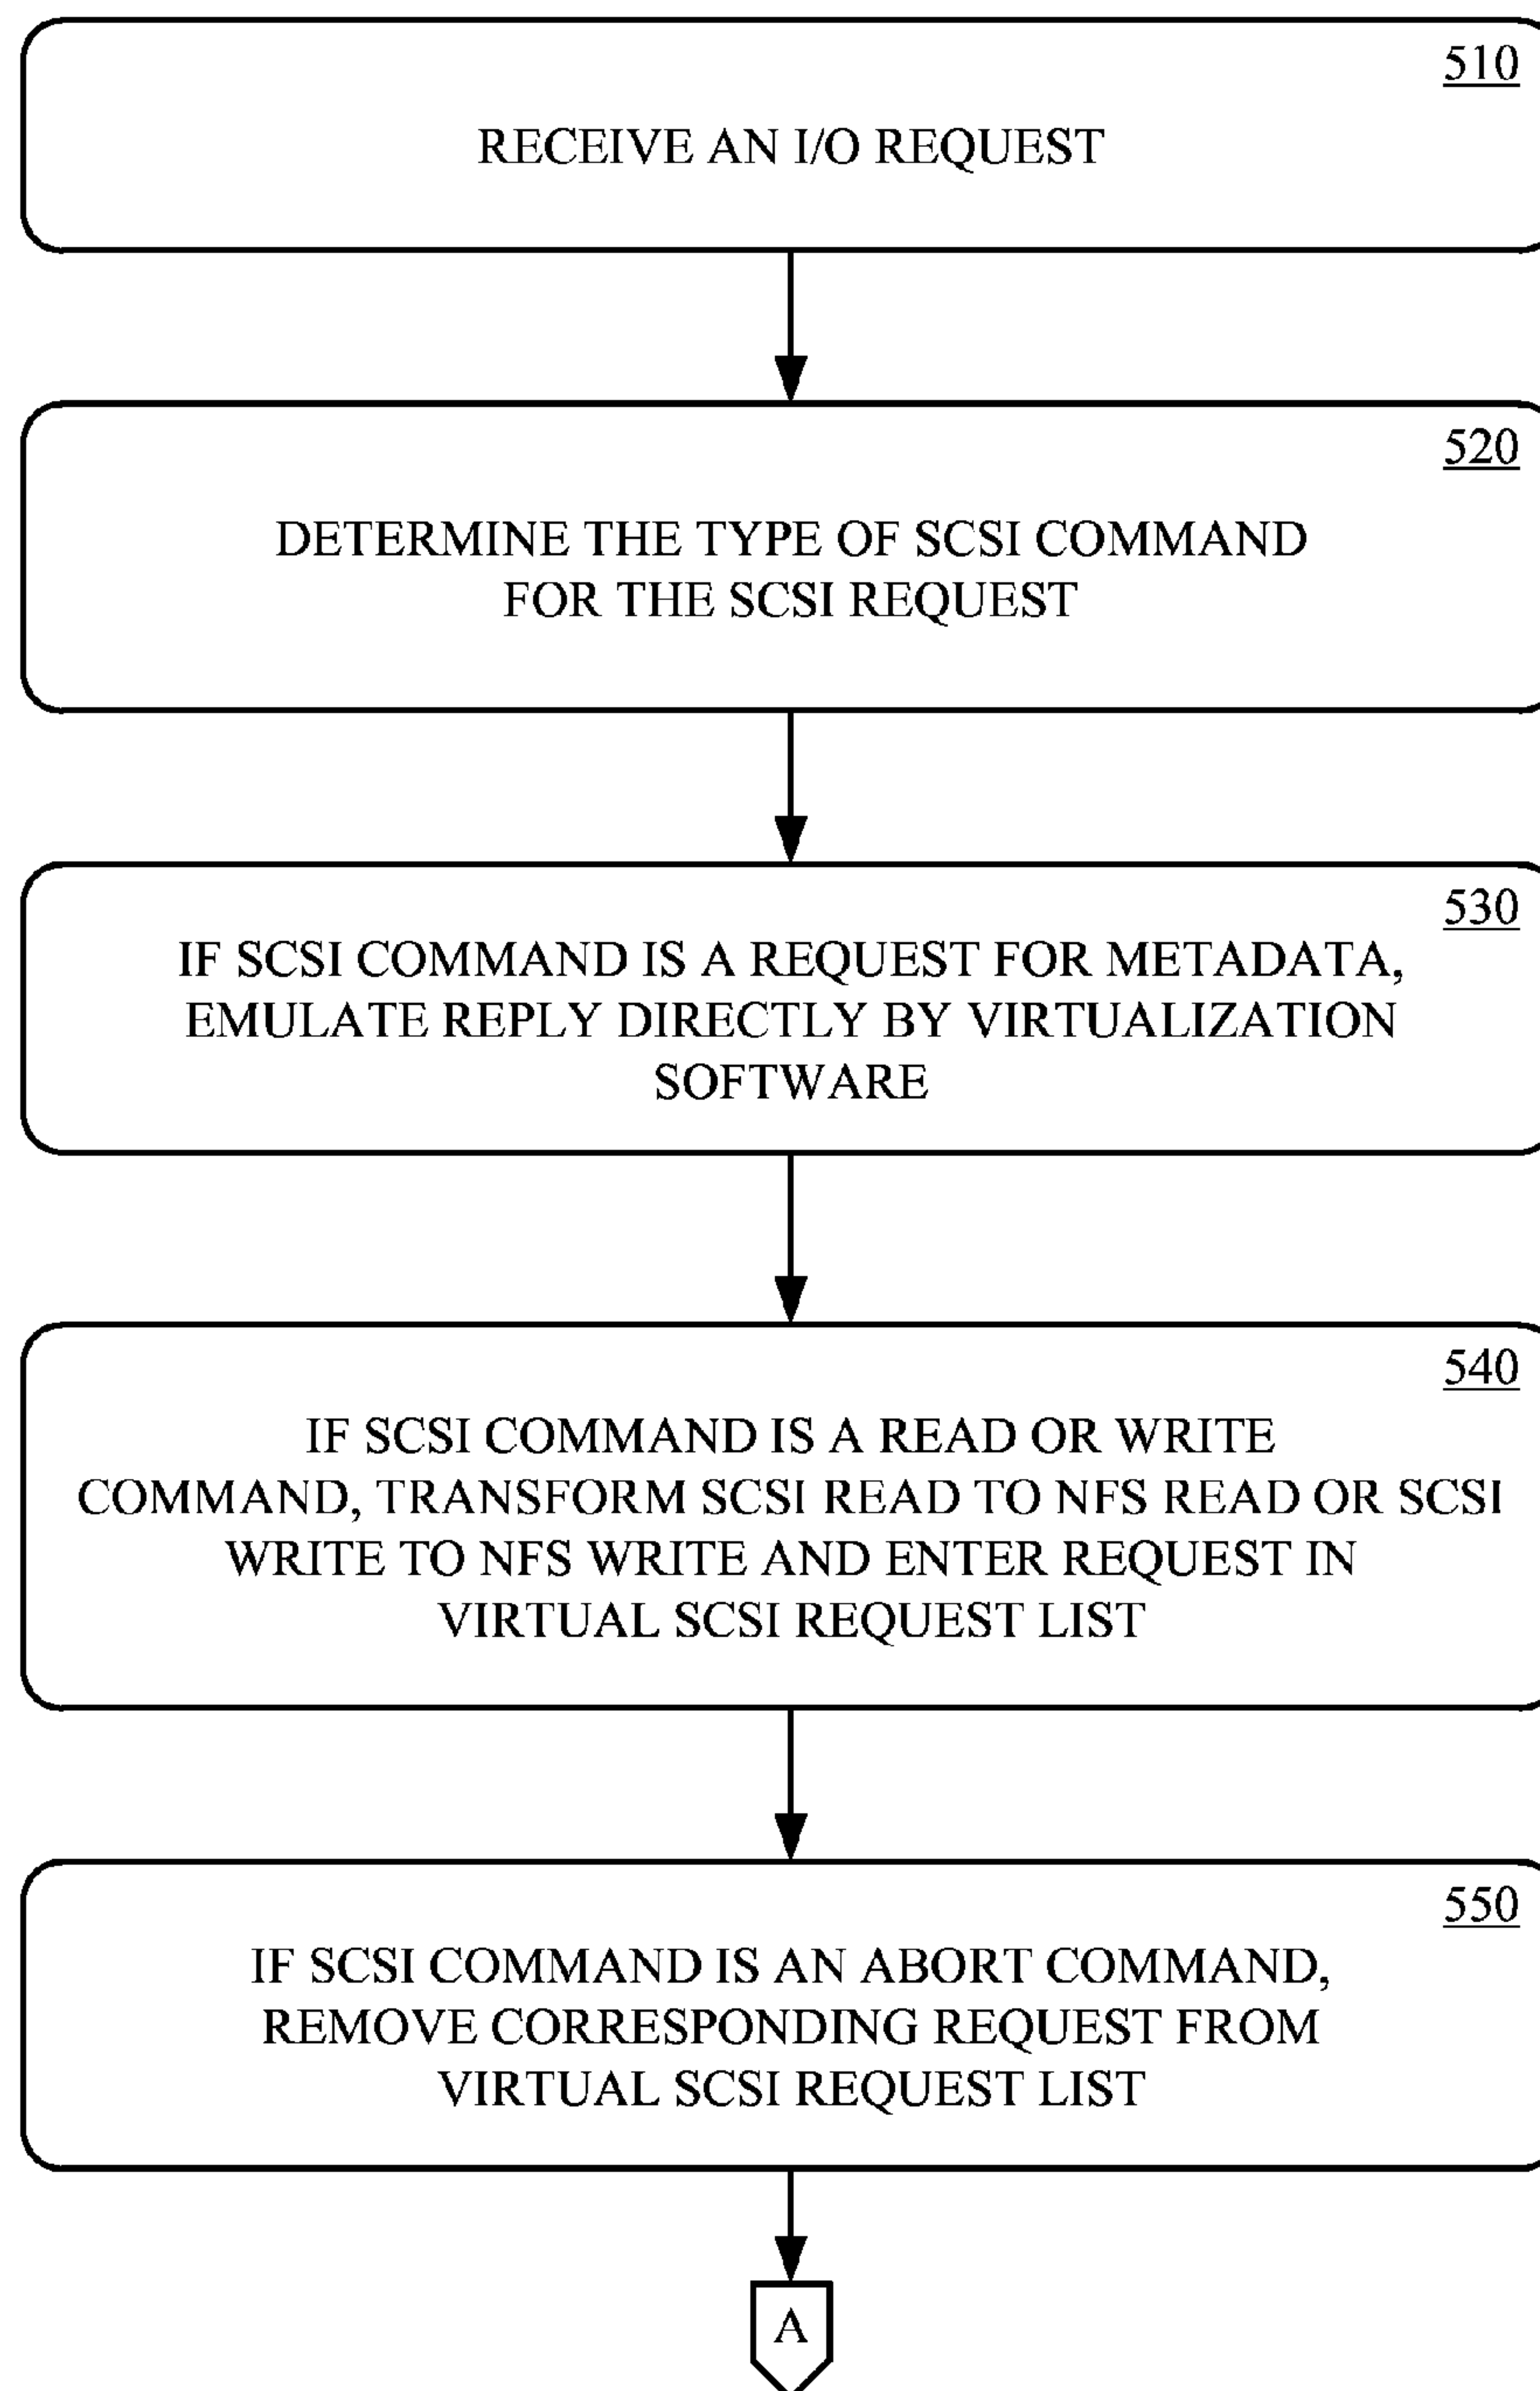 510
RECEIVE AN I/O REQUEST
520
DETERMINE THE TYPE OF SCSI COMMAND
FOR THE SCSI REQUEST
530
IF SCSI COMMAND IS A REQUEST FOR METADATA,
EMULATE REPLY DIRECTLY BY VIRTUALIZATION
SOFTWARE
540
IF SCSI COMMAND IS A READ OR WRITE
COMMAND, TRANSFORM SCSI READ TO NFS READ OR SCSI
WRITE TO NFS WRITE AND ENTER REQUEST IN
VIRTUAL SCSI REQUEST LIST
550
IF SCSI COMMAND IS AN ABORT COMMAND,
REMOVE CORRESPONDING REQUEST FROM
VIRTUAL SCSI REQUEST LIST
A